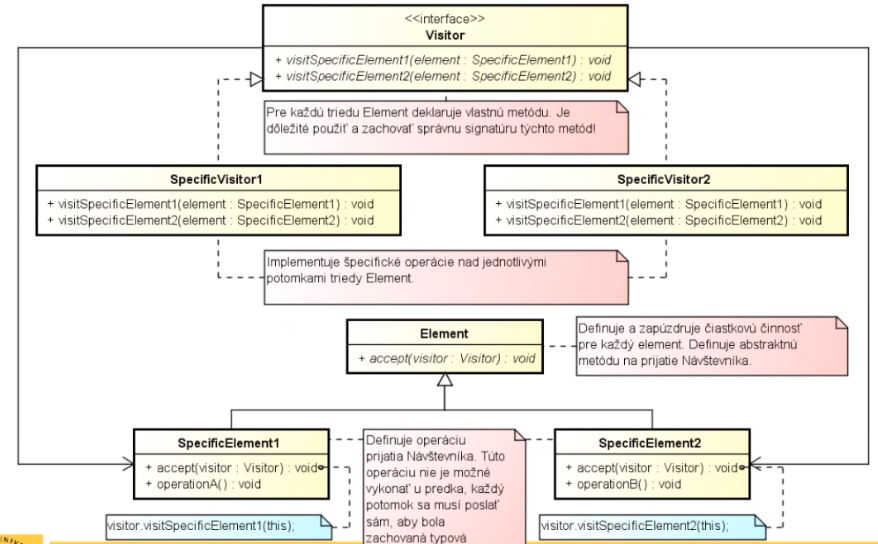 <<interface>>
Visitor
+ visitSpecificElement1(element : SpecificElement1) : void
+ visitSpecificElement2(element : SpecificElement2) : void
Pre každú triedu Element deklaruje vlastnú metódu. Je
dôležité použiť a zachovať správnu signatúru týchto metód!
SpecificVisitor1
+ visitSpecificElement1(element : SpecificElement1) : void
+ visitSpecificElement2(element : SpecificElement2) : void
SpecificVisitor2
+ visitSpecificElement1(element : SpecificElement1) : void
+ visitSpecificElement2(element : SpecificElement2) : void
Implementuje špecifické operácie nad jednotlivými
potomkami triedy Element.
Element
+ accept(visitor : Visitor) : void
Definuje a zapúzdruje čiastkovú činnosť
pre každý element. Definuje abstraktnú
metódu na prijatie Návštevníka.
SpecificElement1
+ accept(visitor : Visitor) : void
+ operationA() : void
visitor.visitSpecificElement1(this);
Definuje operáciu
prijatia Návštevníka. Túto
operáciu nie je možné
vykonať u predka, každý
potomok sa musí poslať
sám, aby bola
zachovaná typová
SpecificElement2
+ accept(visitor : Visitor) : void
+ operationB() : void
visitor.visitSpecificElement2(this);